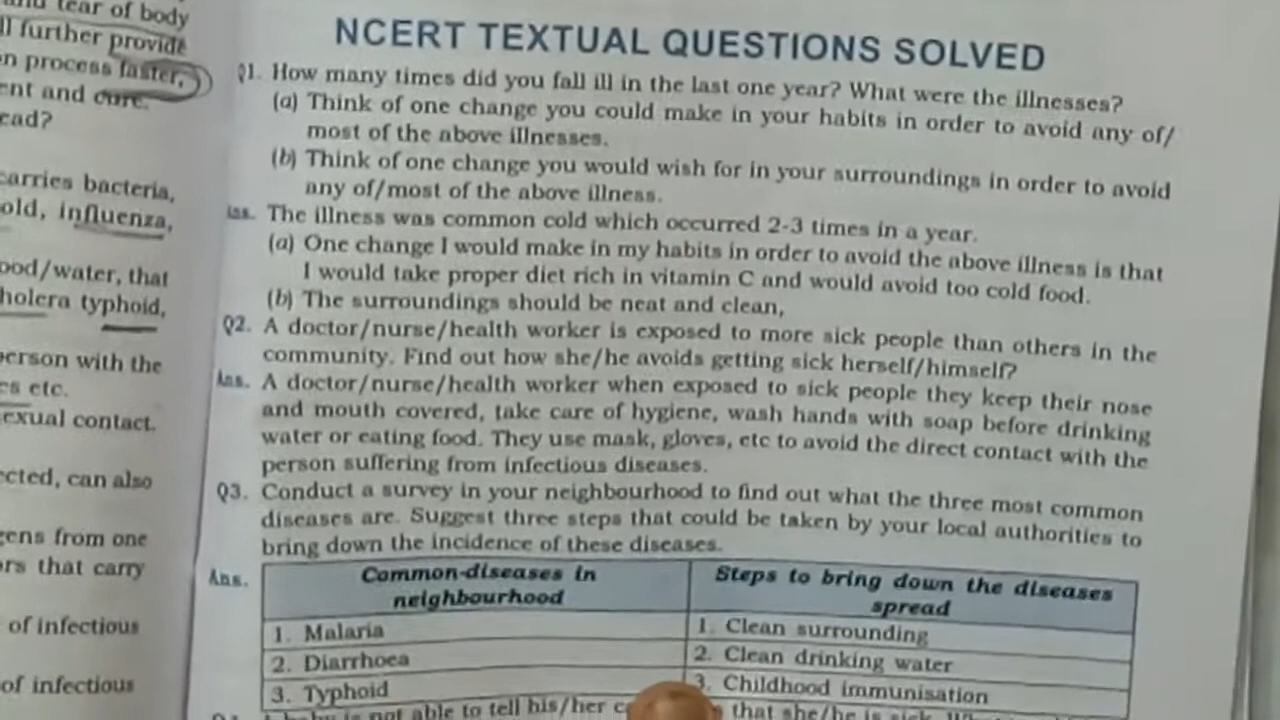 tear of body
further provide
process faster,
and cure.
carries bacteria,
influenza,
that
typhoid,
with the
etc.
contact.
can also
from one
that carry
of infectious
of infectious
NCERT TEXTUAL QUESTIONS SOLVED
Q1. How many times did you fall ill in the last one year? What were the illnesses?
(a) Think of one change you could make in your habits in order to avoid any of/
most of the above illnesses.
(b) Think of one change you would wish for in your surroundings in order to avoid
any of/most of the above illness.
Ans. The illness was common cold which occurred 2-3 times in a year.
(a) One change I would make in my habits in order to avoid the above illness is that
I would take proper diet rich in vitamin C and would avoid too cold food.
(b) The surroundings should be neat and clean,
Q2. A doctor/nurse/health worker is exposed to more sick people than others in the
community. Find out how she/he avoids getting sick herself/himself?
Ans. A doctor/nurse/health worker when exposed to sick people they keep their nose
and mouth covered, take care of hygiene, wash hands with soap before drinking
water or eating food. They use mask, gloves, etc to avoid the direct contact with the
person suffering from infectious diseases.
Q3. Conduct a survey in your neighbourhood to find out what the three most common
diseases are. Suggest three steps that could be taken by your local authorities to
bring down the incidence of these diseases.
Ans.
Common-diseases in
neighbourhood
Steps to bring down the diseases
spread
1. Malaria
1. Clean surrounding
2. Diarrhoea
2. Clean drinking water
3. Typhoid
3. Childhood immunisation
is not able to tell his/her
that she/he is sick.